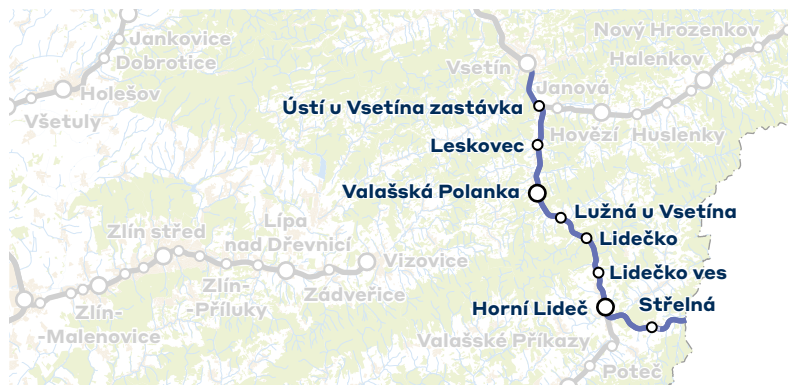 Nový Hrozenkov
Jankovice
Halenkov
Dobrotice
Vsetín
Janová
Holešov
Ústí u Vsetína zastávka
Všetuly
Hovězí
Huslenky
Leskovec
Valašská Polanka
Lužná u Vsetína
Lípa
nad Dřevnicí
Zlín střed
Lidečko
Vizovice
Lidečko ves
Zlín-
-Příluky
Zádveřice
Střelná
Horní Lideč
Zlín-
-Malenovice
Valašské Příkazy
Poteč